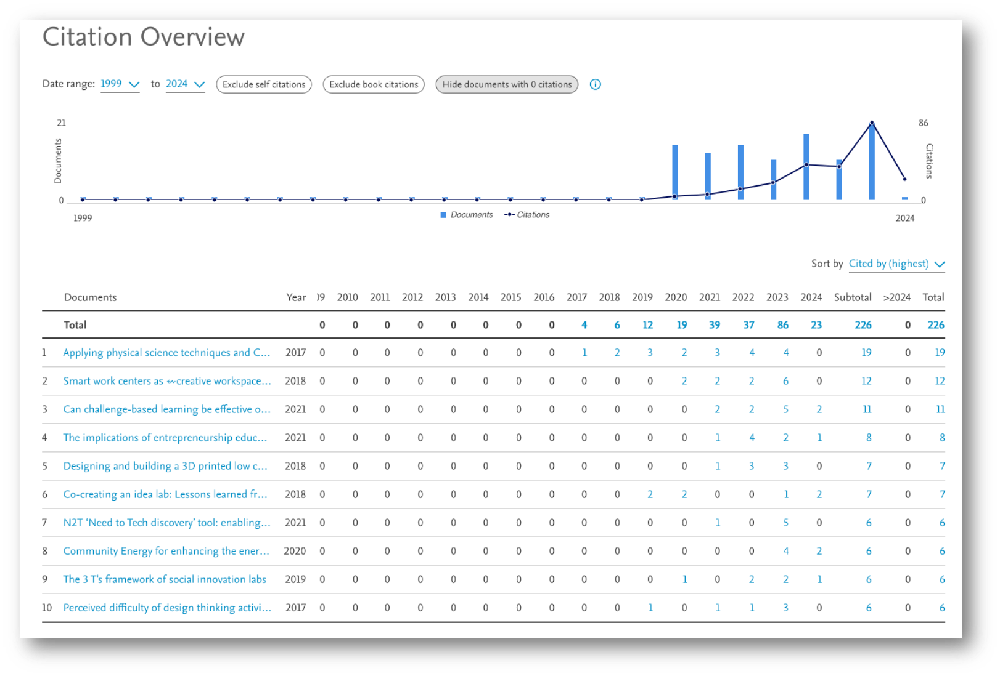 Citation Overview
Date range: 1999 to 2024 Exclude self citations Exclude book citations Hide documents with 0 citations
21 86
Documents Citations
0 0
1999 2024
Documents Citations
Sort by Cited by (highest)
Documents Year 09 2010 2011 2012 2013 2014 2015 2016 2017 2018 2019 2020 2021 2022 2023 2024 Subtotal >2024 Total
Total 0 0 0 0 0 0 0 0 4 6 12 19 39 37 86 23 226 0 226
1 Applying physical science techniques and C... 2017 0 0 0 0 0 0 0 0 1 2 3 2 3 4 4 0 19 0 19
2 Smart work centers as «creative workspace... 2018 0 0 0 0 0 0 0 0 0 0 0 2 2 2 6 0 12 0 12
3 Can challenge-based learning be effective o... 2021 0 0 0 0 0 0 0 0 0 0 0 0 2 2 5 2 11 0 11
4 The implications of entrepreneurship educ... 2021 0 0 0 0 0 0 0 0 0 0 0 0 1 4 2 1 8 0 8
5 Designing and building a 3D printed low c... 2018 0 0 0 0 0 0 0 0 0 0 0 0 1 3 3 0 7 0 7
6 Co-creating an idea lab: Lessons learned fr... 2018 0 0 0 0 0 0 0 0 0 0 2 2 0 0 1 2 7 0 7
7 N2T ‘Need to Tech discovery’ tool: enabling... 2021 0 0 0 0 0 0 0 0 0 0 0 0 1 0 5 0 6 0 6
8 Community Energy for enhancing the ener... 2020 0 0 0 0 0 0 0 0 0 0 0 0 0 0 4 2 6 0 6
9 The 3 T's framework of social innovation labs 2019 0 0 0 0 0 0 0 0 0 0 0 1 0 2 2 1 6 0 6
10 Perceived difficulty of design thinking activi... 2017 0 0 0 0 0 0 0 0 0 0 1 0 1 1 3 0 6 0 6